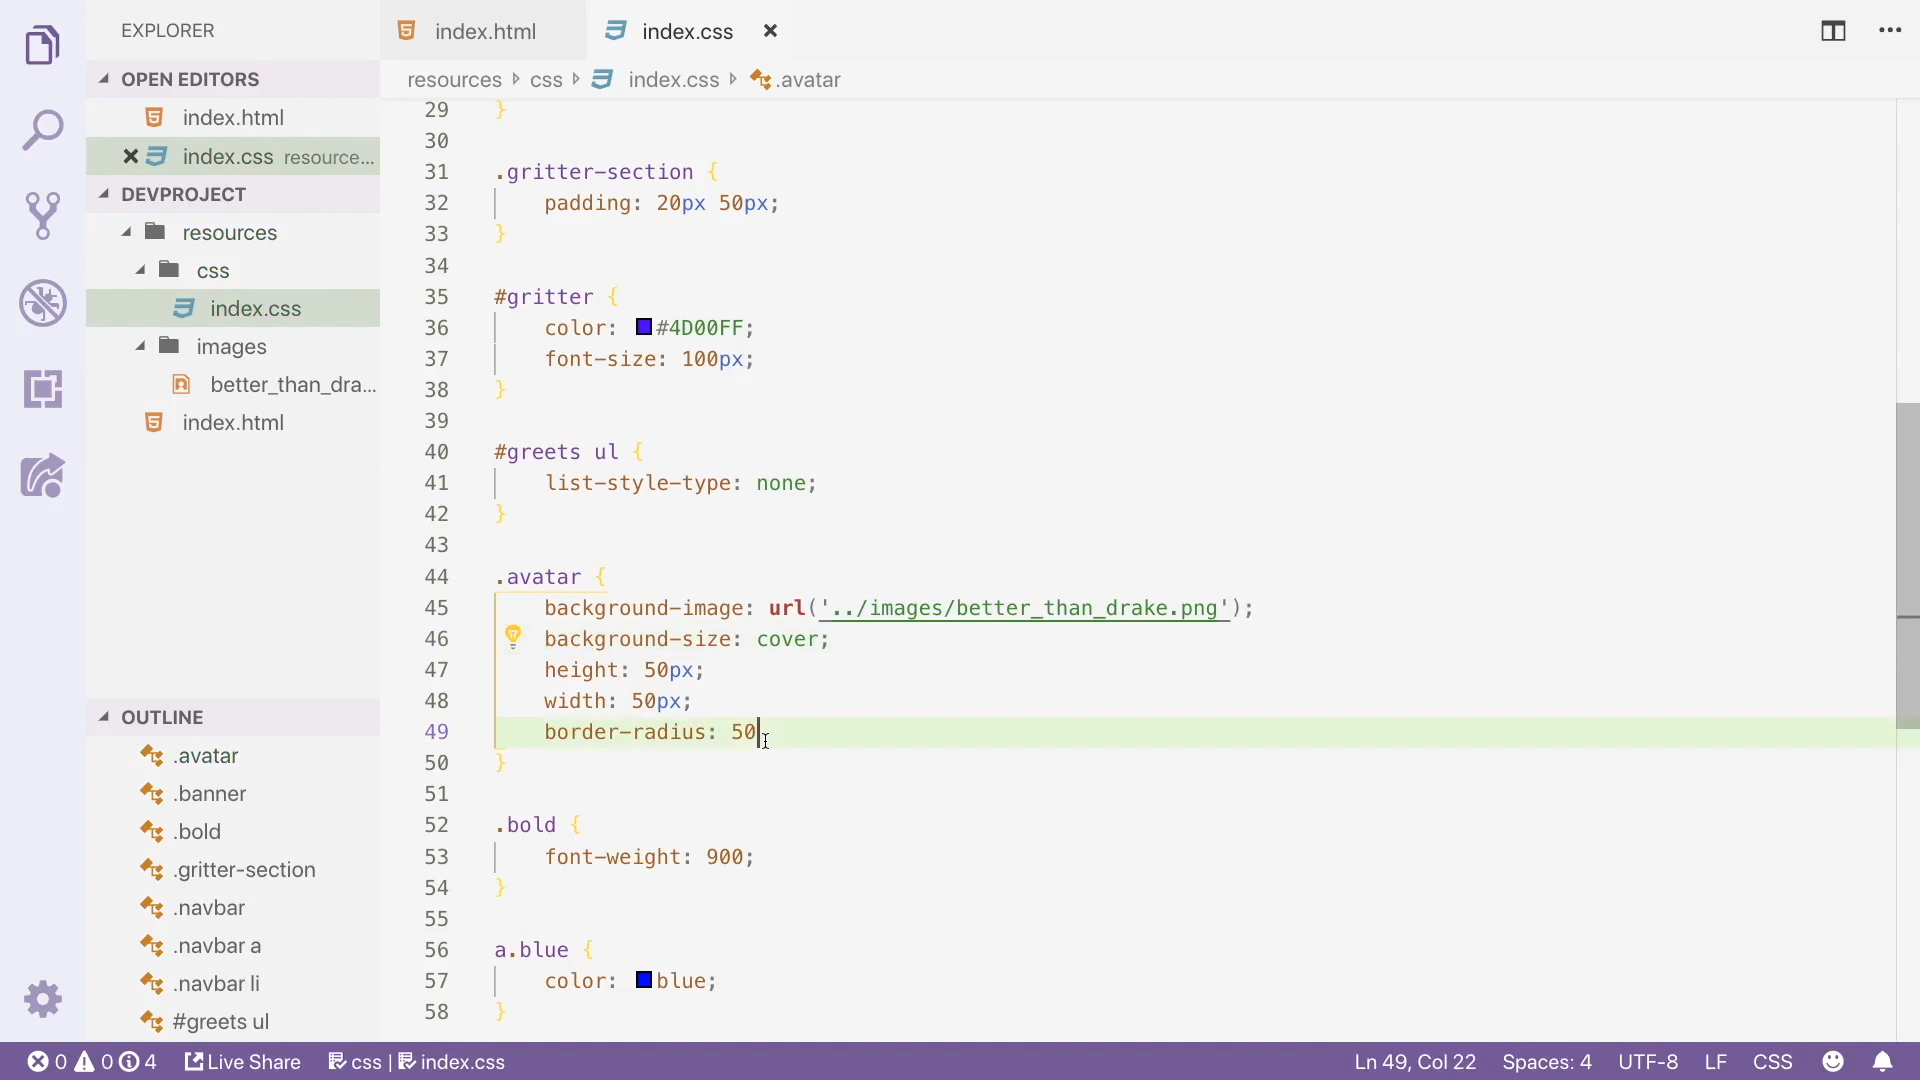 EXPLORER
OPEN EDITORS
index.html
index.css resource...
DEVPROJECT
resources
css
index.css
images
better_than_dra...
index.html
OUTLINE
.avatar
.banner
.bold
.gritter-section
.navbar
.navbar a
.navbar li
#greets ul
index.html
index.css
resources css index.css .avatar
29 }
30
31 .gritter-section {
32 padding: 20px 50px;
33 }
34
35 #gritter {
36 color: #4D00FF;
37 font-size: 100px;
38 }
39
40 #greets ul {
41 list-style-type: none;
42 }
43
44 .avatar {
45 background-image: url('../images/better_than_drake.png');
46 background-size: cover;
47 height: 50px;
48 width: 50px;
49 border-radius: 50
50 }
51
52 .bold {
53 font-weight: 900;
54 }
55
56 a.blue {
57 color: blue;
58 }
0 0 4 Live Share css | index.css Ln 49, Col 22 Spaces: 4 UTF-8 LF CSS